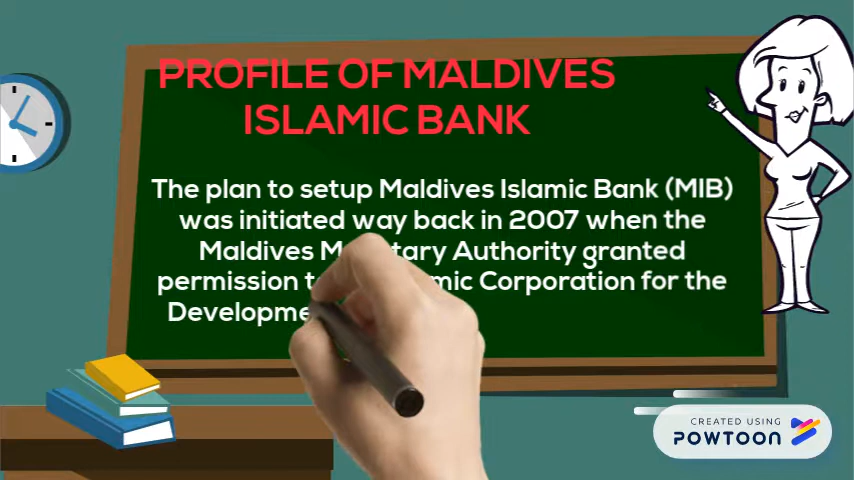 PROFILE OF MALDIVES
ISLAMIC BANK
The plan to setup Maldives Islamic Bank (MIB)
was initiated way back in 2007 when the
Maldives Authority granted
permission Corporation for the
CREATED USING
POWTOON